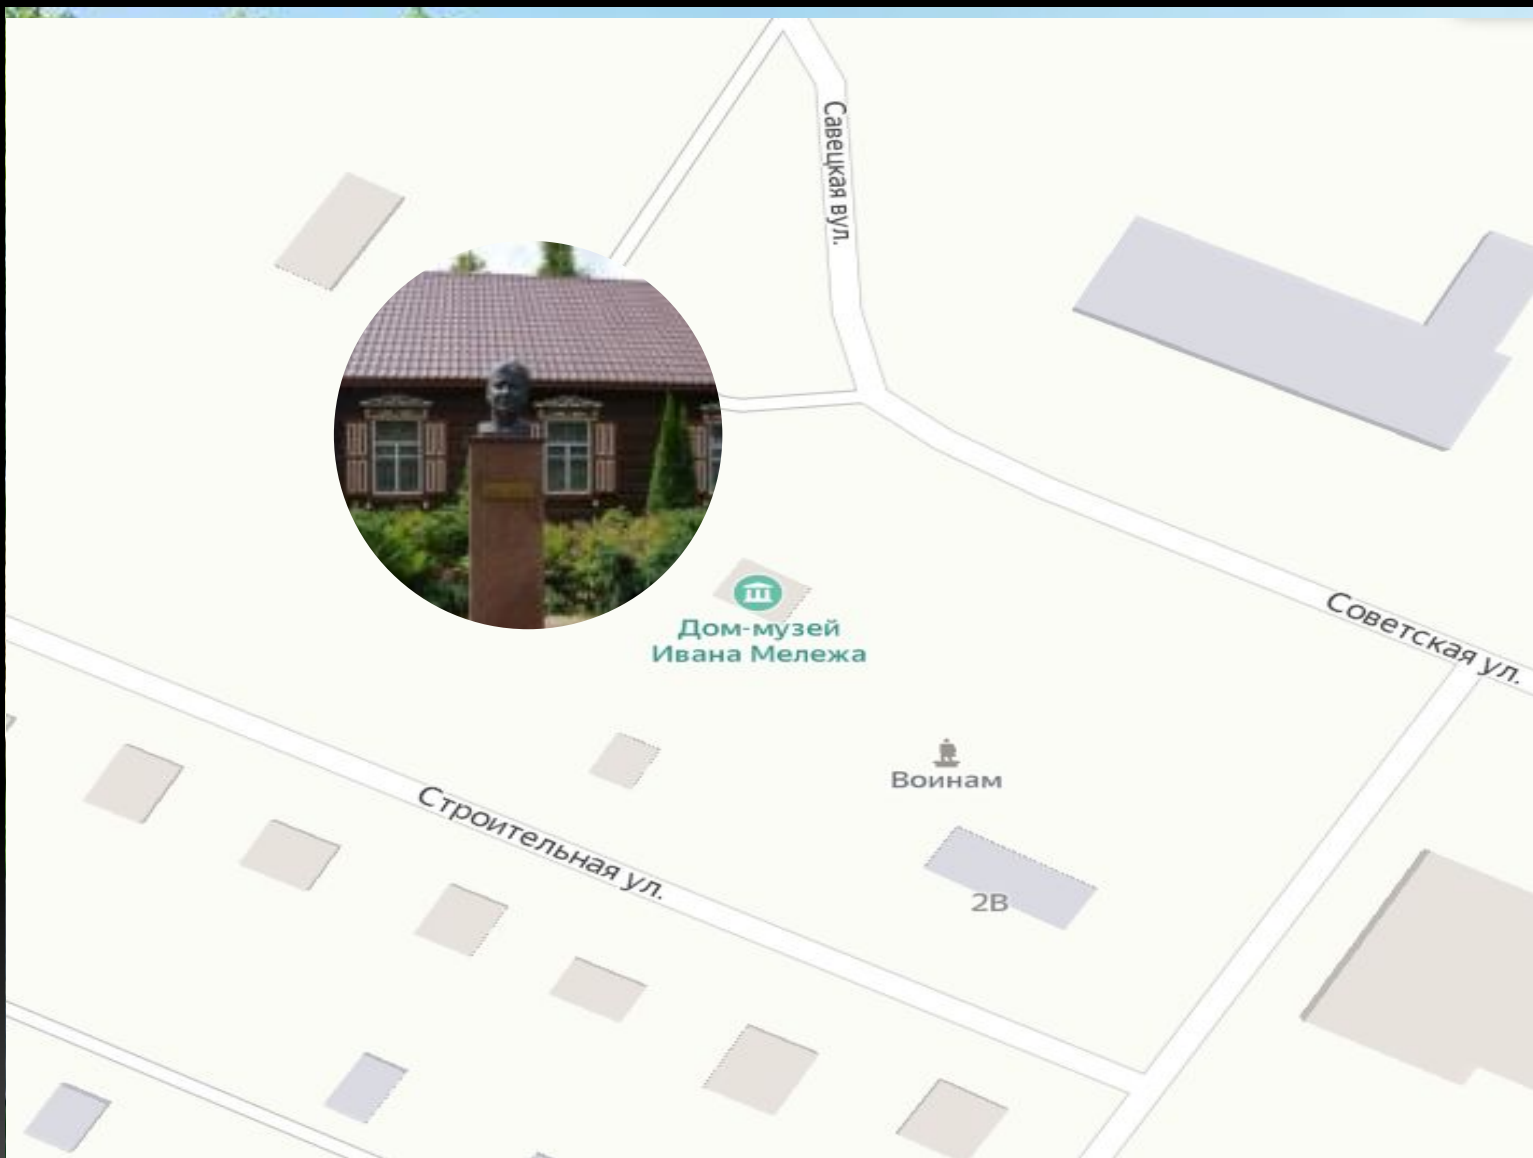 Савецкая вул.
Советская ул.
Дом-музей
Ивана Мележа
Воинам
Строительная ул.
2В